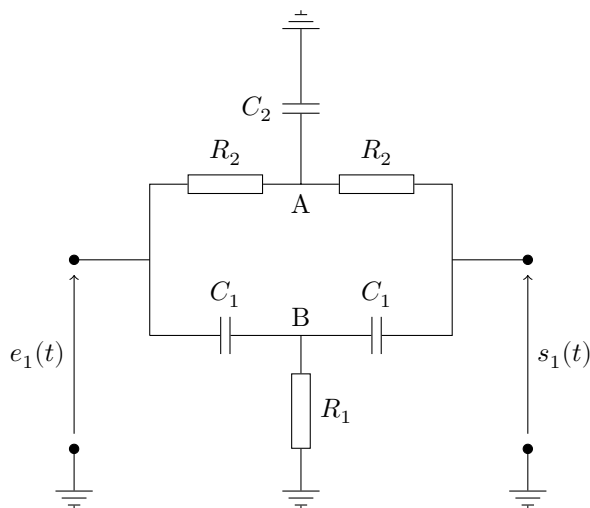 C₂
R₂ R₂
A
C₁ B C₁
e₁(t) s₁(t)
R₁